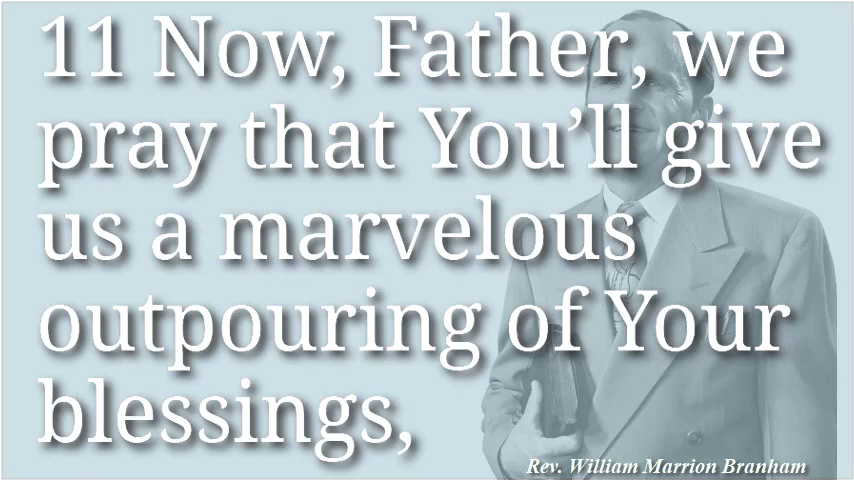 11 Now, Father, we
pray that You’ll give
us a marvelous
outpouring of Your
blessings,
Rev. William Marrion Branham